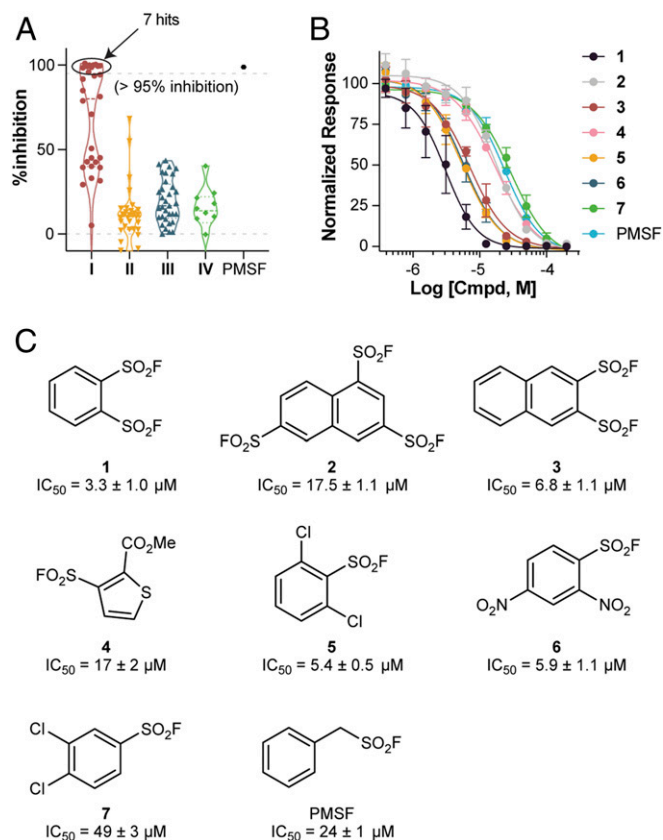 A
7 hits
(> 95% inhibition)
%inhibition
100
50
0
I II III IV PMSF
B
Normalized Response
100
75
50
25
0
-6 -5 -4
Log [Cmpd, M]
1
2
3
4
5
6
7
PMSF
C
SO2F
SO2F
1
IC50 = 3.3 ± 1.0 µM
SO2F
FO2S SO2F
2
IC50 = 17.5 ± 1.1 µM
SO2F
SO2F
3
IC50 = 6.8 ± 1.1 µM
CO2Me
FO2S
S
4
IC50 = 17 ± 2 µM
Cl
SO2F
Cl
5
IC50 = 5.4 ± 0.5 µM
SO2F
O2N NO2
6
IC50 = 5.9 ± 1.1 µM
Cl SO2F
Cl
7
IC50 = 49 ± 3 µM
SO2F
PMSF
IC50 = 24 ± 1 µM